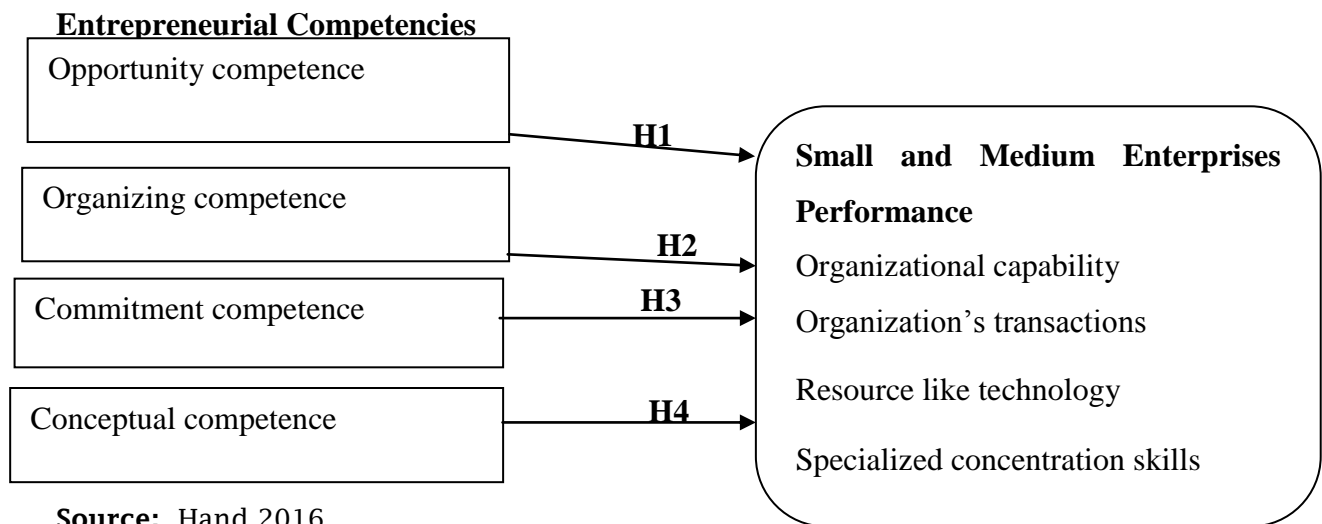 Entrepreneurial Competencies
Opportunity competence
H1
Organizing competence
H2
Commitment competence
H3
Conceptual competence
H4
Small and Medium Enterprises
Performance
Organizational capability
Organization's transactions
Resource like technology
Specialized concentration skills
Source: Hand 2016